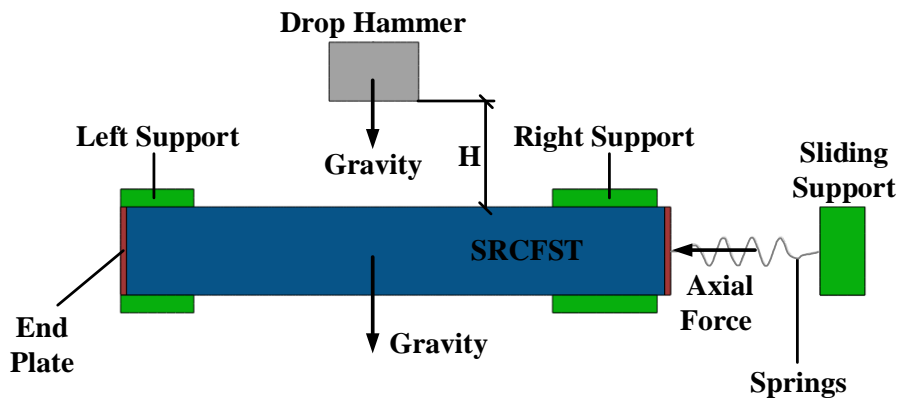 Drop Hammer
Left Support
Gravity
H
Right Support
Sliding
Support
SRCFST
Axial
Force
End
Plate
Gravity
Springs